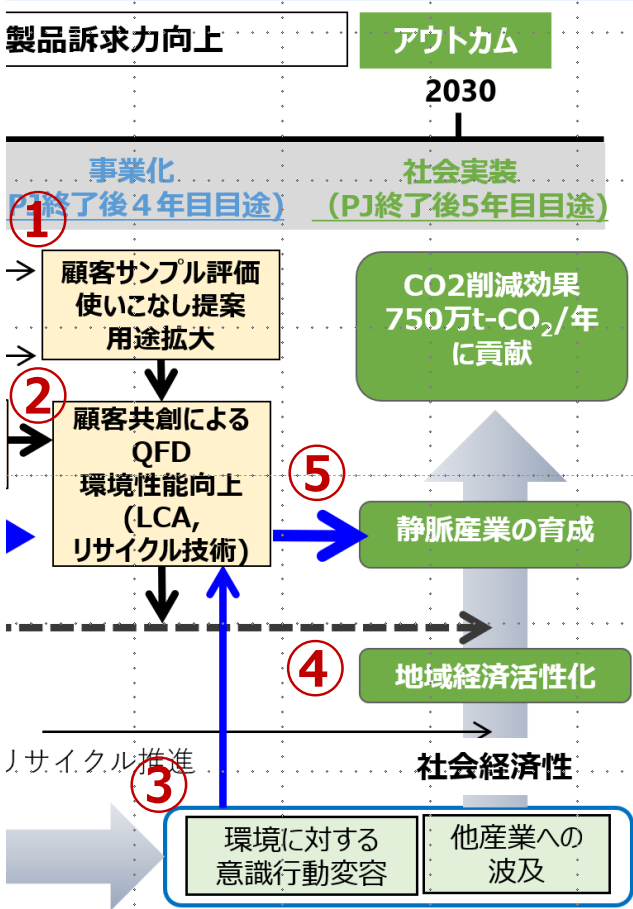 製品訴求力向上
アウトカム
2030
事業化
PJ終了後４年目目途)
社会実装
(PJ終了後5年目目途)
①
顧客サンプル評価
使いこなし提案
用途拡大
CO2削減効果
750万t-CO₂/年
に貢献
②
顧客共創による
QFD
環境性能向上
(LCA,
リサイクル技術)
⑤
静脈産業の育成
④
地域経済活性化
リサイクル推進
社会経済性
③
環境に対する
意識行動変容
他産業への
波及